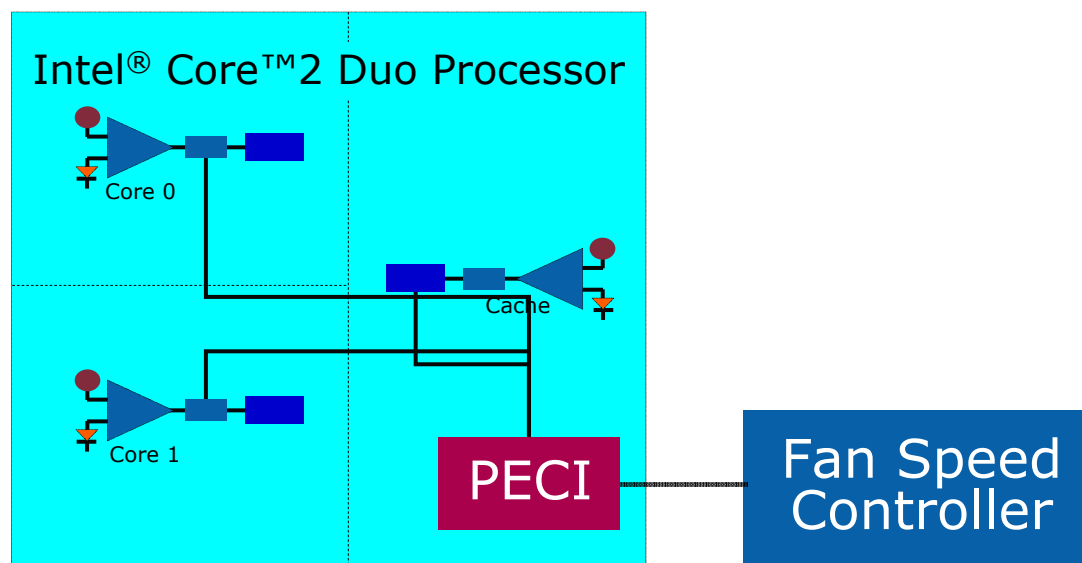 Intel® Core™2 Duo Processor
Core 0
Cache
Core 1
PECI
Fan Speed
Controller